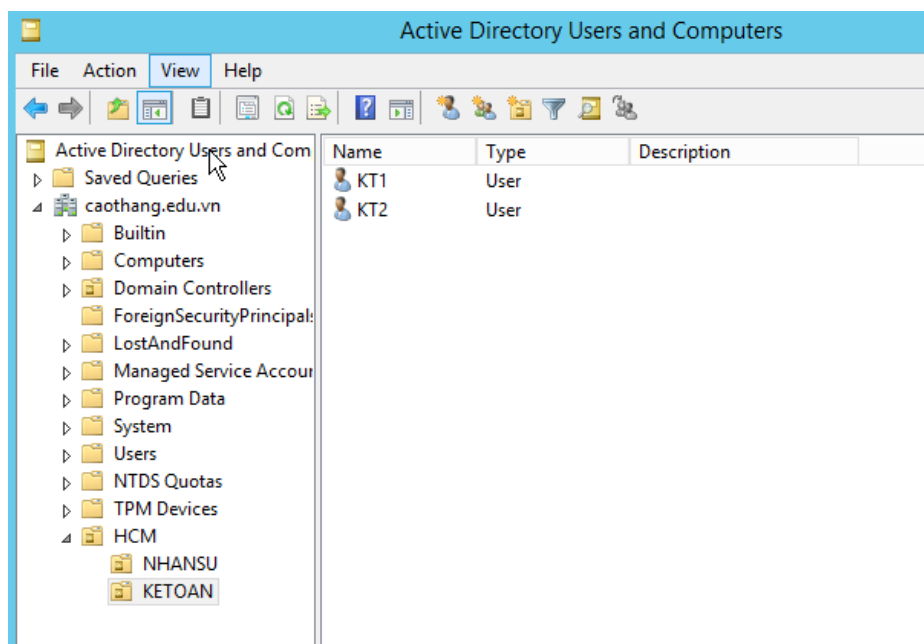 Active Directory Users and Computers
File Action View Help
Active Directory Users and Com
Name Type Description
Saved Queries
KT1 User
caothang.edu.vn
KT2 User
Builtin
Computers
Domain Controllers
ForeignSecurityPrincipals
LostAndFound
Managed Service Accour
Program Data
System
Users
NTDS Quotas
TPM Devices
HCM
NHANSU
KETOAN